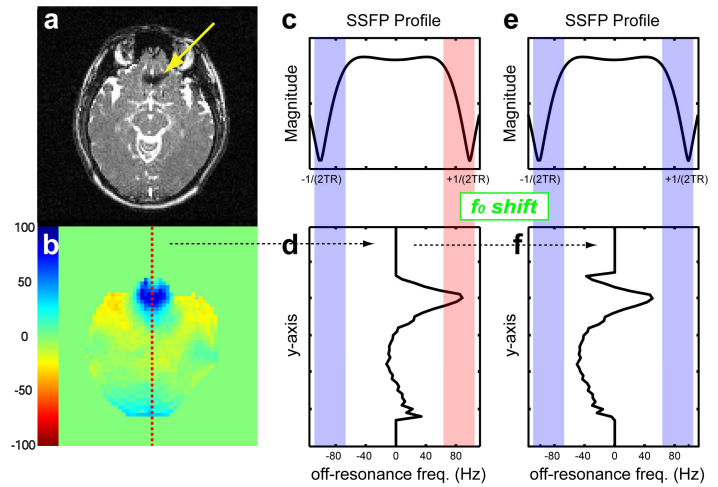 a
b
100
50
0
-50
-100
c
SSFP Profile
Magnitude
-1/(2TR)
+1/(2TR)
e
SSFP Profile
Magnitude
-1/(2TR)
+1/(2TR)
f0 shift
d
y-axis
-80 -40 0 40 80
off-resonance freq. (Hz)
f
y-axis
-80 -40 0 40 80
off-resonance freq. (Hz)